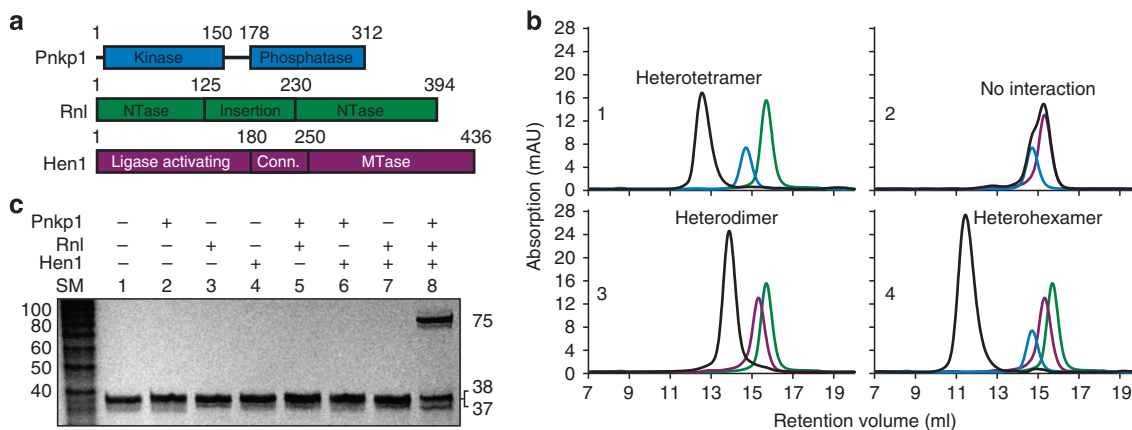 a
1 150 178 312
Pnkp1 Kinase Phosphatase
1 125 230 394
Rnl NTase Insertion NTase
1 180 250 436
Hen1 Ligase activating Conn. MTase
b
Absorption (mAU)
28
24
20
16
12
8
4
0
Heterotetramer
1
No interaction
2
28
24
20
16
12
8
4
0
Heterodimer
3
Heterohexamer
4
7 9 11 13 15 17 19 7 9 11 13 15 17 19
Retention volume (ml)
c
Pnkp1 – + – – + + – +
Rnl – – + – + – + +
Hen1 – – – + – + + +
SM 1 2 3 4 5 6 7 8
100
80
60
50
40
75
38
37